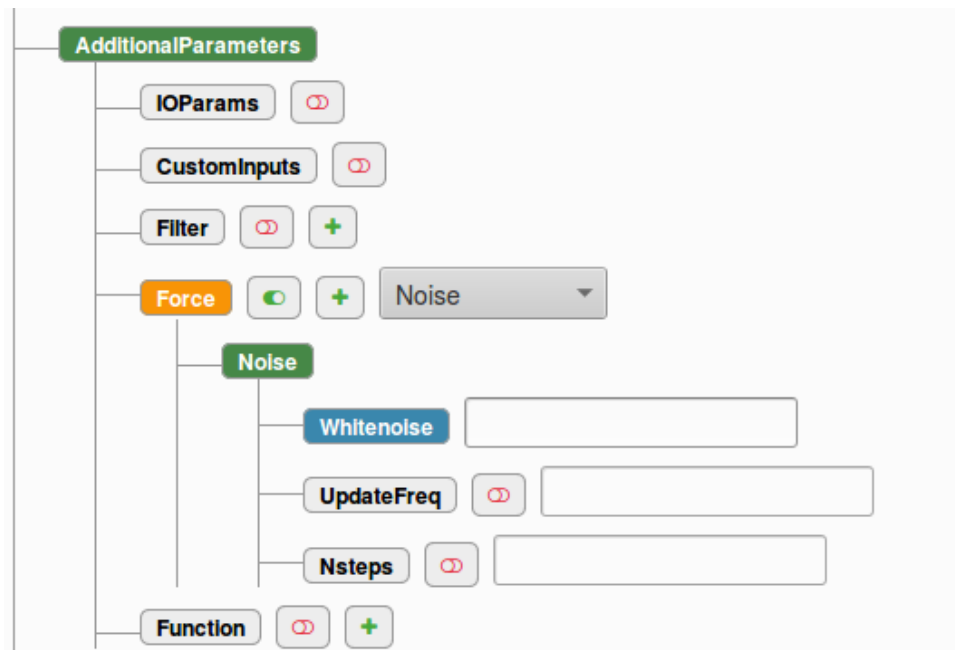 AdditionalParameters
IOParams
CustomInputs
Filter
Force Noise
Noise
Whitenoise
UpdateFreq
Nsteps
Function